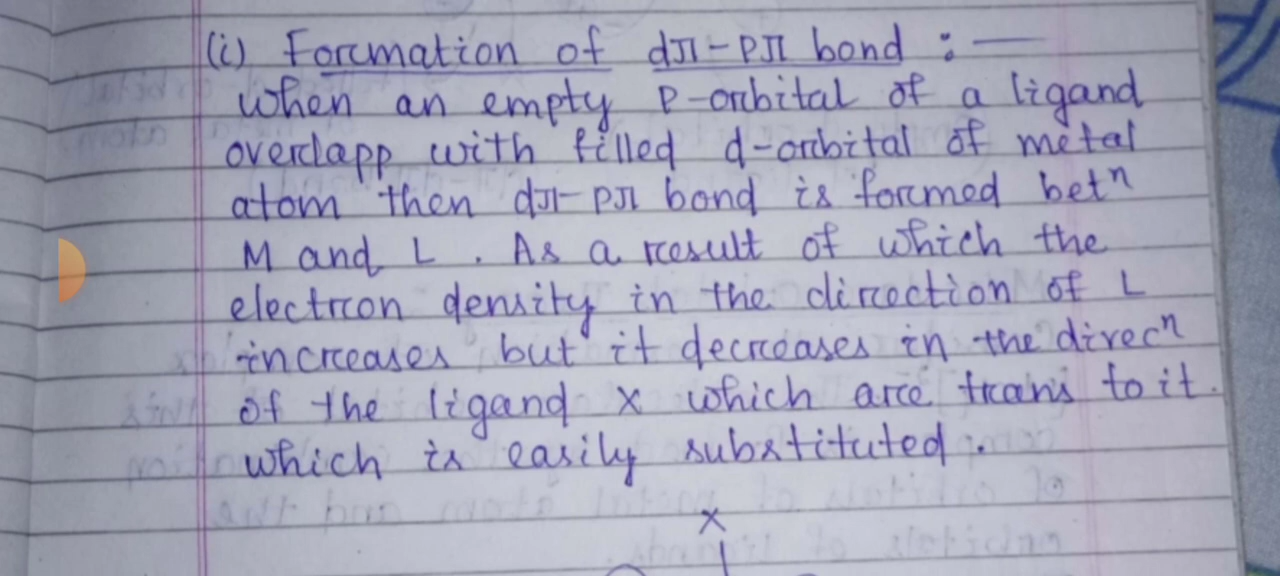 (i) Formation of dπ-pπ bond : —
when an empty p-orbital of a ligand
overlapp with filled d-orbital of metal
atom then dπ-pπ bond is formed betⁿ
M and L . As a result of which the
electron density in the direction of L
increases but it decreases in the direcⁿ
of the ligand x which are trans to it.
which is easily substituted .
x